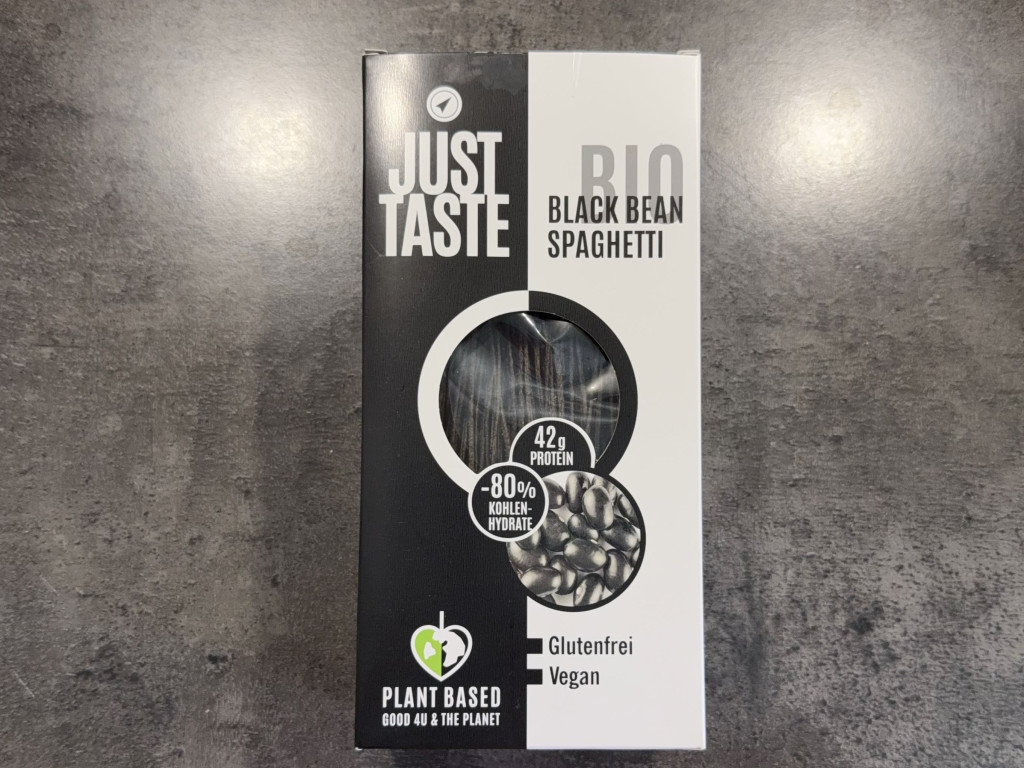 JUST
TASTE
BIO
BLACK BEAN
SPAGHETTI
42g
PROTEIN
-80%
KOHLEN-
HYDRATE
Glutenfrei
Vegan
PLANT BASED
GOOD 4U & THE PLANET